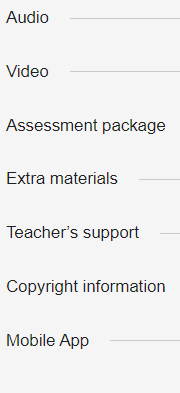 Audio
Video
Assessment package
Extra materials
Teacher’s support
Copyright information
Mobile App